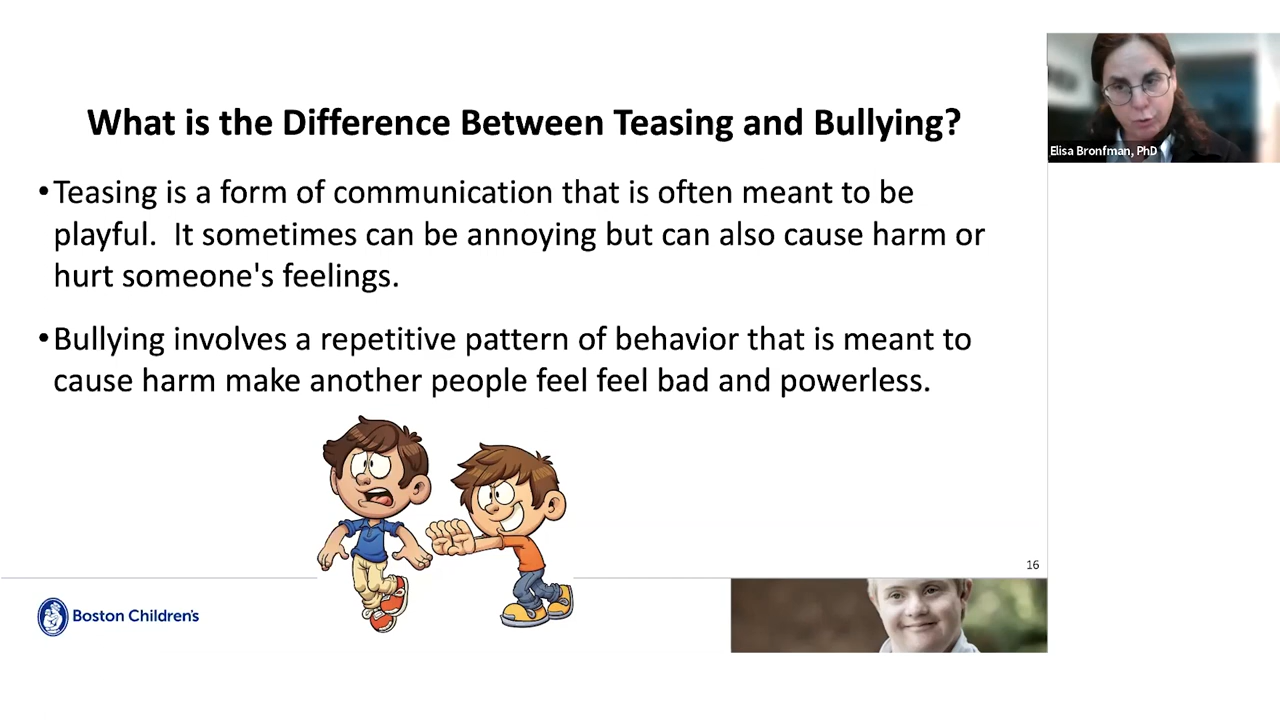 What is the Difference Between Teasing and Bullying?
•Teasing is a form of communication that is often meant to be
playful.  It sometimes can be annoying but can also cause harm or
hurt someone's feelings.
•Bullying involves a repetitive pattern of behavior that is meant to
cause harm make another people feel feel bad and powerless.
Elisa Bronfman, PhD
16
Boston Children's